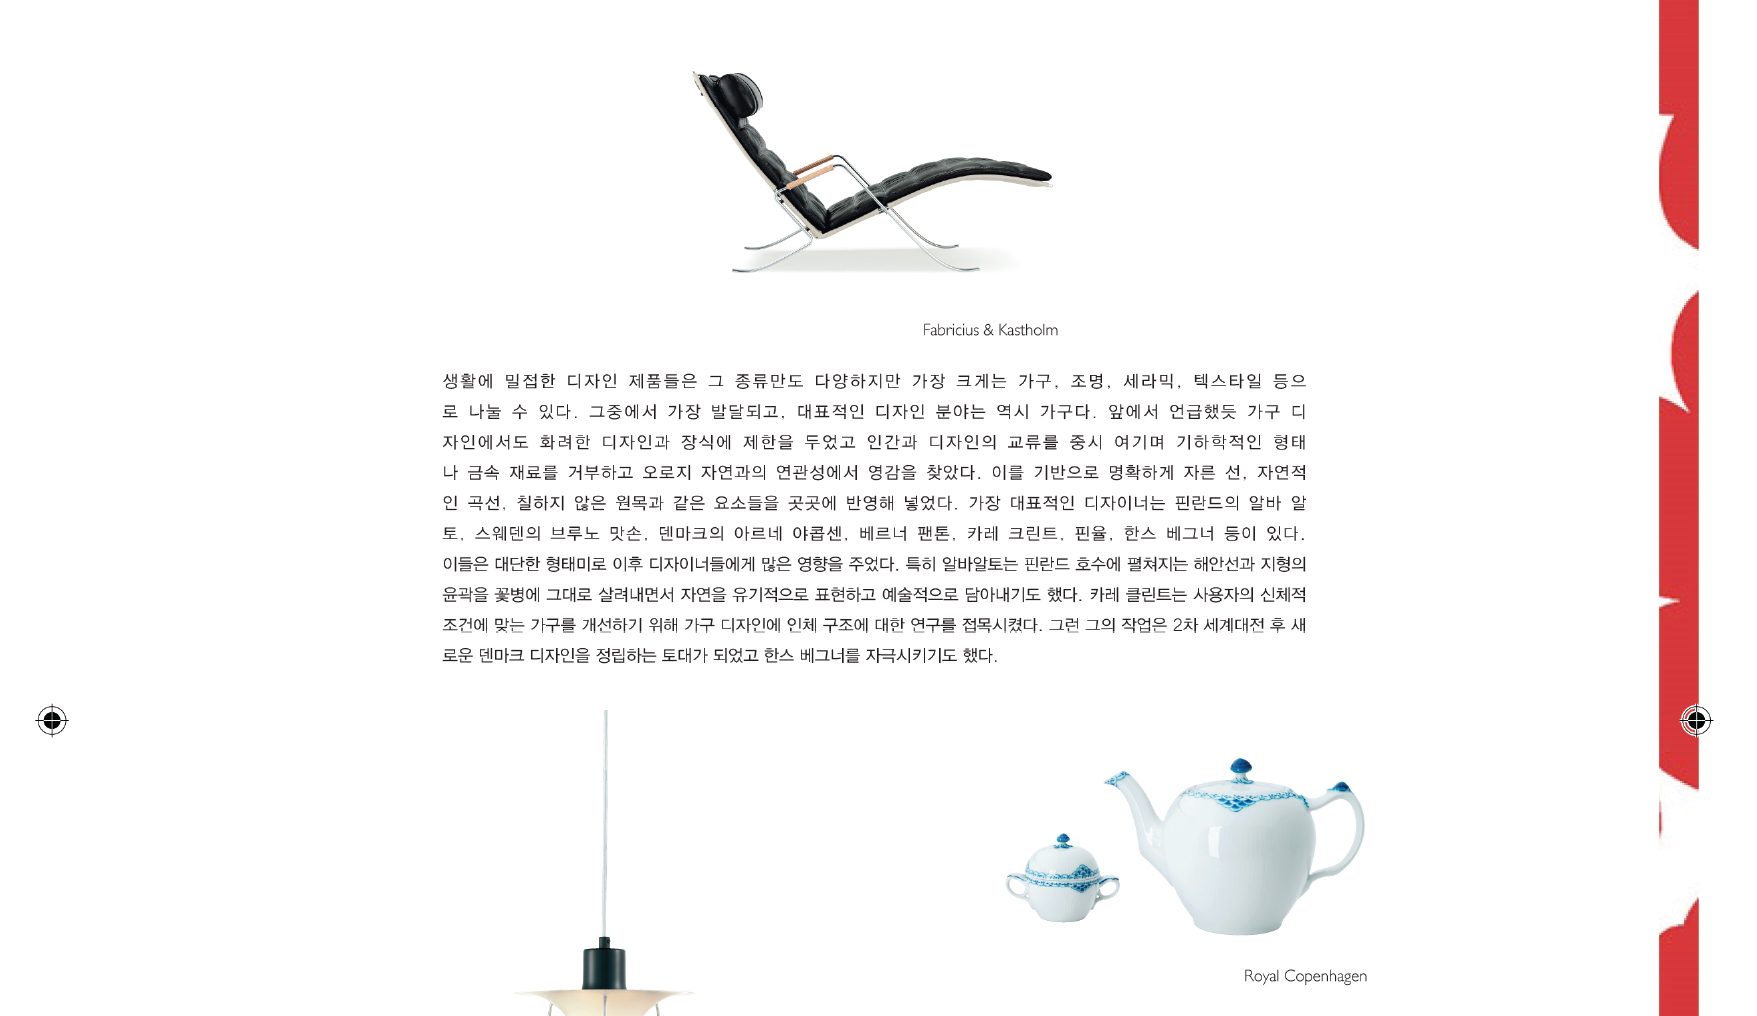 Fabricius & Kastholm
생활에 밀접한 디자인 제품들은 그 종류만도 다양하지만 가장 크게는 가구, 조명, 세라믹, 텍스타일 등으
로 나눌 수 있다. 그중에서 가장 발달되고, 대표적인 디자인 분야는 역시 가구다. 앞에서 언급했듯 가구 디
자인에서도 화려한 디자인과 장식에 제한을 두었고 인간과 디자인의 교류를 중시 여기며 기하학적인 형태
나 금속 재료를 거부하고 오로지 자연과의 연관성에서 영감을 찾았다. 이를 기반으로 명확하게 자른 선, 자연적
인 곡선, 칠하지 않은 원목과 같은 요소들을 곳곳에 반영해 넣었다. 가장 대표적인 디자이너는 핀란드의 알바 알
토, 스웨덴의 브루노 맛손, 덴마크의 아르네 야콥센, 베르너 팬톤, 카레 크린트, 핀율, 한스 베그너 등이 있다.
이들은 대단한 형태미로 이후 디자이너들에게 많은 영향을 주었다. 특히 알바알토는 핀란드 호수에 펼쳐지는 해안선과 지형의
윤곽을 꽃병에 그대로 살려내면서 자연을 유기적으로 표현하고 예술적으로 담아내기도 했다. 카레 클린트는 사용자의 신체적
조건에 맞는 가구를 개선하기 위해 가구 디자인에 인체 구조에 대한 연구를 접목시켰다. 그런 그의 작업은 2차 세계대전 후 새
로운 덴마크 디자인을 정립하는 토대가 되었고 한스 베그너를 자극시키기도 했다.
Royal Copenhagen